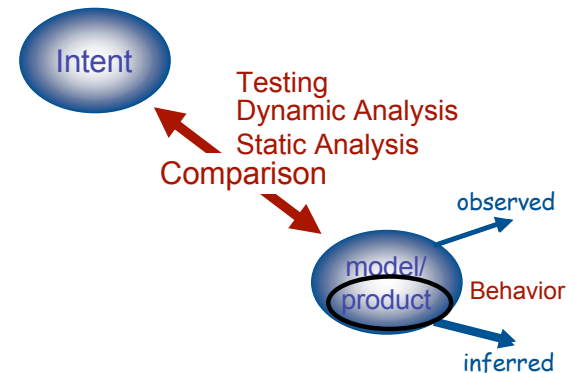 Intent
Testing
Dynamic Analysis
Static Analysis
Comparison
observed
model/
product
Behavior
inferred